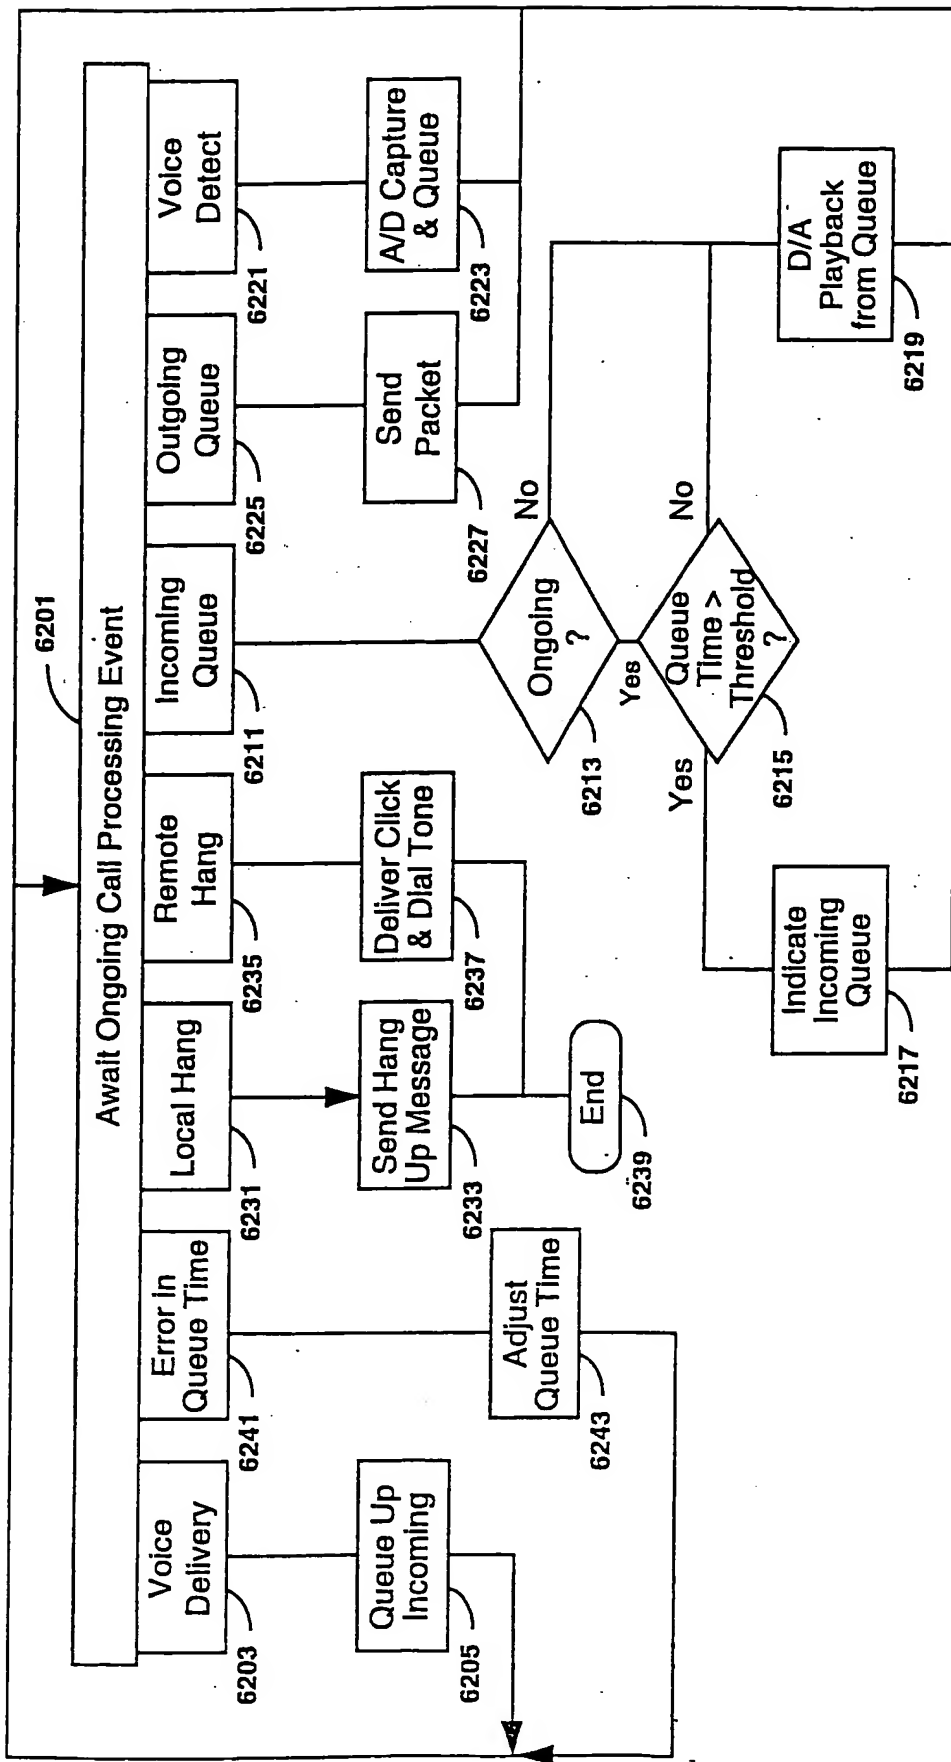 6201
Await Ongoing Call Processing Event
Voice
Delivery
6203
Error in
Queue Time
6241
Local Hang
6231
Remote
Hang
6235
Incoming
Queue
6211
Outgoing
Queue
6225
Voice
Detect
6221
Queue Up
Incoming
6205
Send Hang
Up Message
6233
Deliver Click
& Dial Tone
6237
Send
Packet
6227
A/D Capture
& Queue
6223
Adjust
Queue Time
6243
End
6239
Ongoing
?
6213
No
Yes
Queue
Time >
Threshold
?
6215
Yes
No
Indicate
Incoming
Queue
6217
D/A
Playback
from Queue
6219